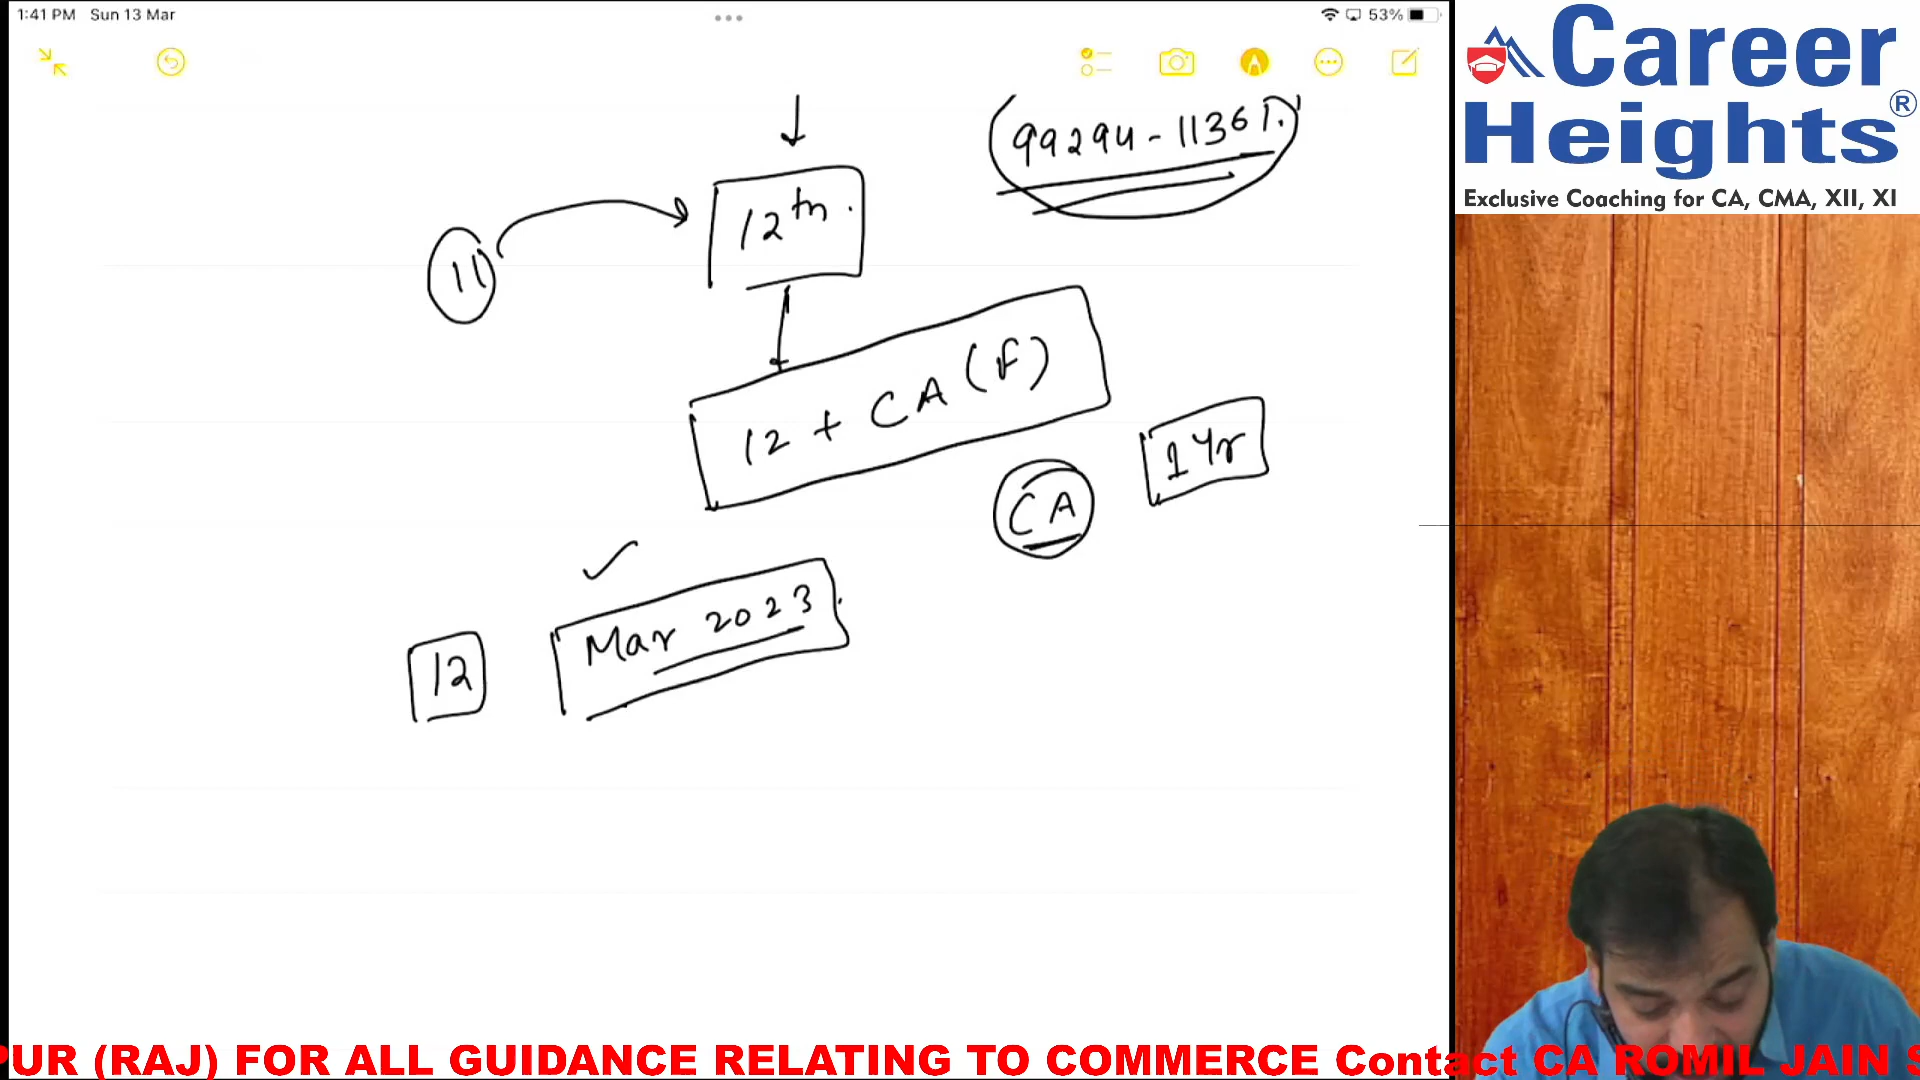 1:41 PM Sun 13 Mar
53%
Career
Heights®
Exclusive Coaching for CA, CMA, XII, XI
99294-11361.
12th.
11
12 + CA (F)
1 Yr
CA
Mar 2023.
12
PUR (RAJ) FOR ALL GUIDANCE RELATING TO COMMERCE Contact CA ROMIL JAIN S